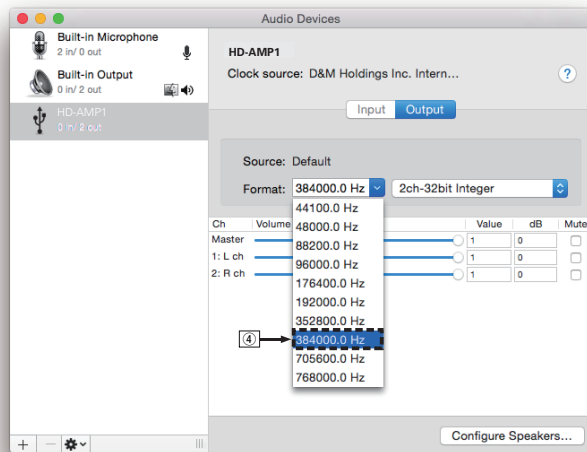 Audio Devices
Built-in Microphone
2 in/ 0 out
Built-in Output
0 in/ 2 out
HD-AMP1
0 in/ 2 out
HD-AMP1
Clock source: D&M Holdings Inc. Intern...
?
Input Output
Source: Default
Format: 384000.0 Hz 2ch-32bit Integer
44100.0 Hz
48000.0 Hz
88200.0 Hz
96000.0 Hz
176400.0 Hz
192000.0 Hz
352800.0 Hz
④ 384000.0 Hz
705600.0 Hz
768000.0 Hz
Ch Volume Value dB Mute
Master 1 0
1: L ch 1 0
2: R ch 1 0
Configure Speakers...